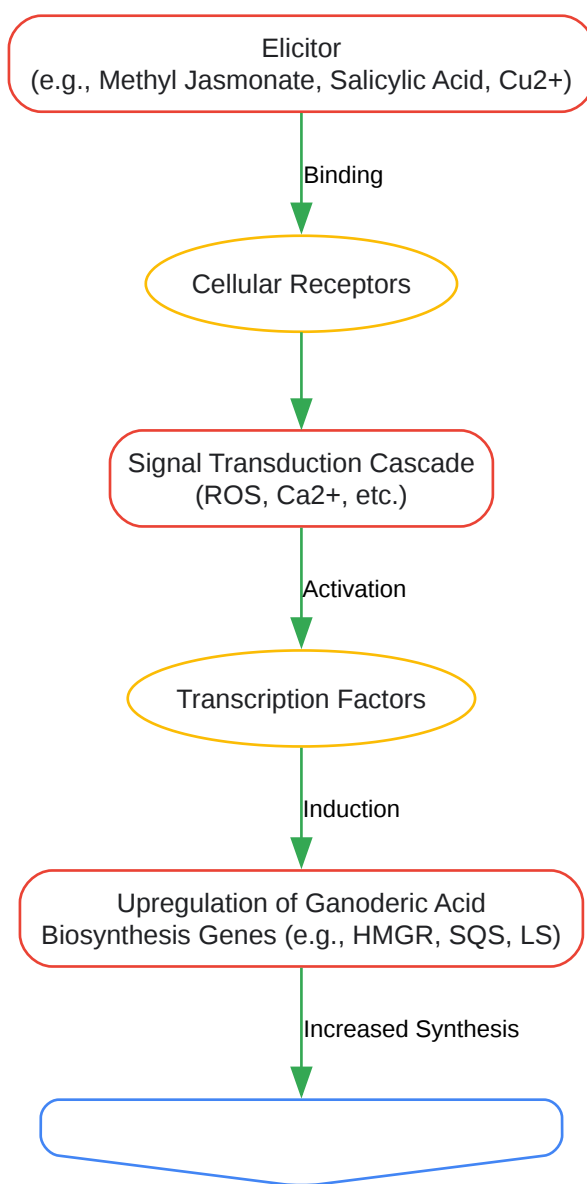 Elicitor
(e.g., Methyl Jasmonate, Salicylic Acid, Cu2+)
Binding
Cellular Receptors
Signal Transduction Cascade
(ROS, Ca2+, etc.)
Activation
Transcription Factors
Induction
Upregulation of Ganoderic Acid
Biosynthesis Genes (e.g., HMGR, SQS, LS)
Increased Synthesis